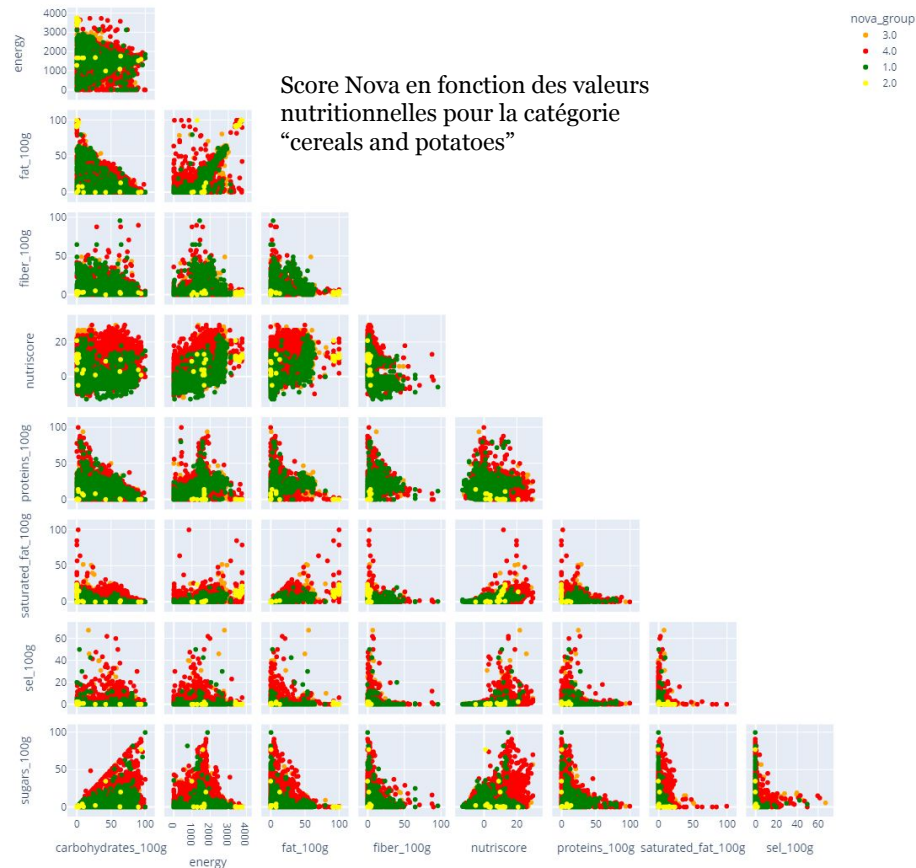 nova_group
3.0
4.0
1.0
2.0
Score Nova en fonction des valeurs
nutritionnelles pour la catégorie
“cereals and potatoes”
energy
4000
3000
2000
1000
0
fat_100g
100
50
0
fiber_100g
100
50
0
nutriscore
20
0
proteins_100g
100
50
0
saturated_fat_100g
100
50
0
sel_100g
60
40
20
0
sugars_100g
100
50
0
0 100
carbohydrates_100g
0 1000 2000 3000 4000
energy
0 50 100
fat_100g
0 50 100
fiber_100g
0 20
nutriscore
0 50 100
proteins_100g
0 50 100
saturated_fat_100g
0 20 40 60
sel_100g